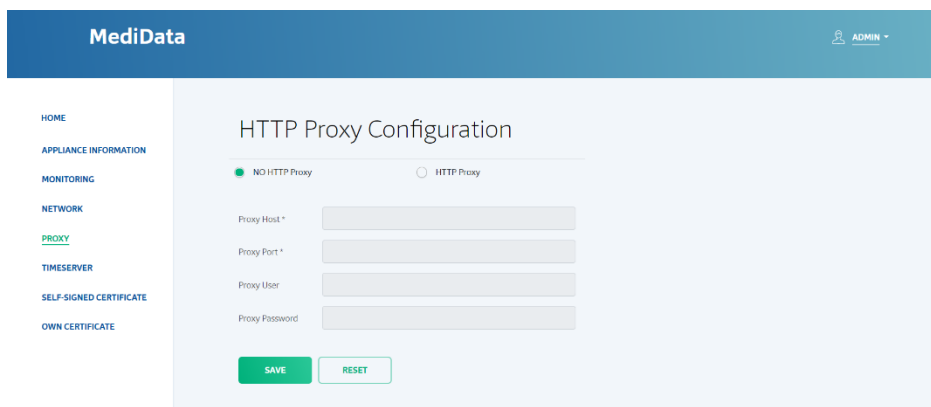 MediData
ADMIN
HOME
APPLIANCE INFORMATION
MONITORING
NETWORK
PROXY
TIMESERVER
SELF-SIGNED CERTIFICATE
OWN CERTIFICATE
HTTP Proxy Configuration
NO HTTP Proxy HTTP Proxy
Proxy Host *
Proxy Port *
Proxy User
Proxy Password
SAVE RESET